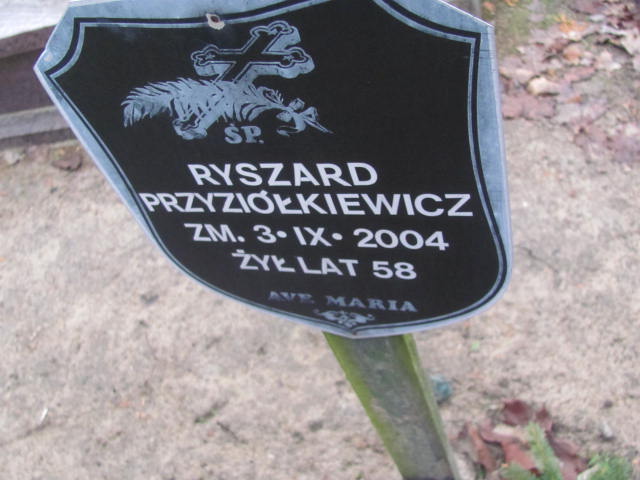 ŚP.
RYSZARD
PRZYZIÓŁKIEWICZ
ZM. 3•IX•2004
ŻYŁ LAT 58
AVE MARIA